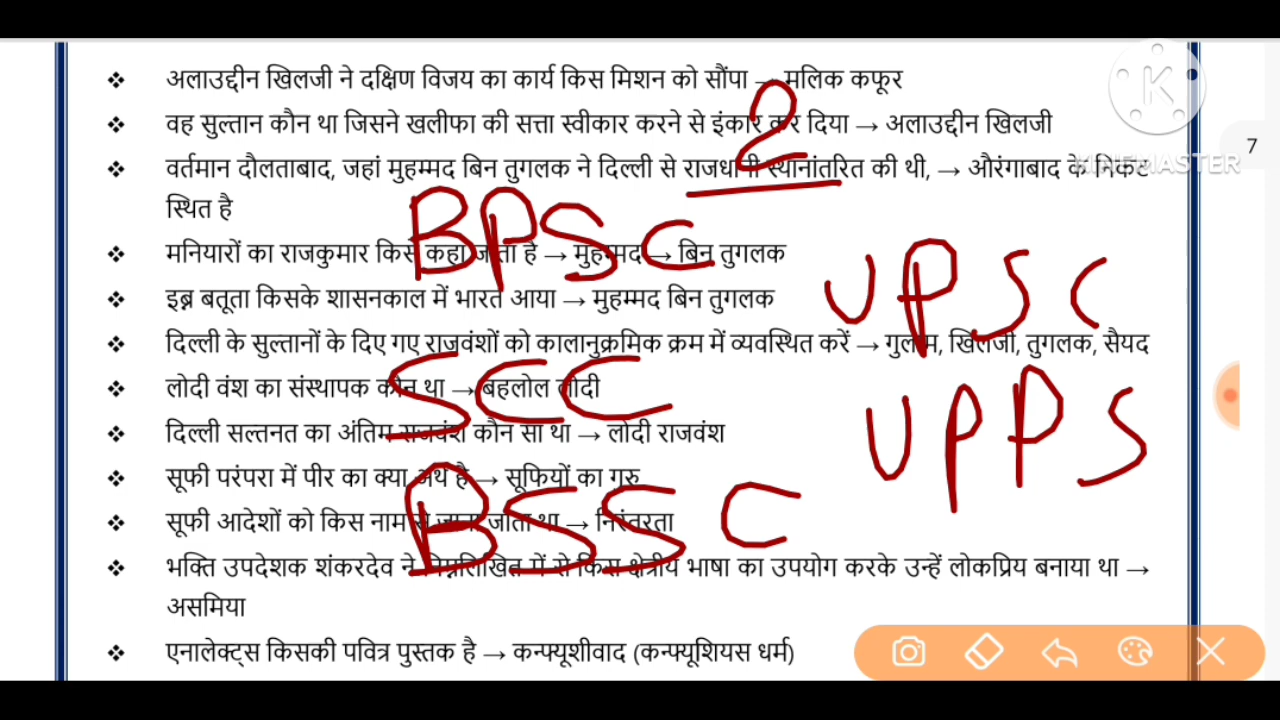 ❖ अलाउद्दीन खिलजी ने दक्षिण विजय का कार्य किस मिशन को सौंपा → मलिक कफूर
❖ वह सुल्तान कौन था जिसने खलीफा की सत्ता स्वीकार करने से इंकार कर दिया → अलाउद्दीन खिलजी
❖ वर्तमान दौलताबाद, जहां मुहम्मद बिन तुगलक ने दिल्ली से राजधानी स्थानांतरित की थी, → औरंगाबाद के निकट
स्थित है
❖ मनियारों का राजकुमार किसे कहा जाता है → मुहम्मद → बिन तुगलक
❖ इब्न बतूता किसके शासनकाल में भारत आया → मुहम्मद बिन तुगलक
❖ दिल्ली के सुल्तानों के दिए गए राजवंशों को कालानुक्रमिक क्रम में व्यवस्थित करें → गुलाम, खिलजी, तुगलक, सैयद
❖ लोदी वंश का संस्थापक कौन था → बहलोल लोदी
❖ दिल्ली सल्तनत का अंतिम राजवंश कौन सा था → लोदी राजवंश
❖ सूफी परंपरा में पीर का क्या अर्थ है → सूफियों का गुरु
❖ सूफी आदेशों को किस नाम से जाना जाता था → निरंतरता
❖ भक्ति उपदेशक शंकरदेव ने निम्नलिखित में से किस क्षेत्रीय भाषा का उपयोग करके उन्हें लोकप्रिय बनाया था →
असमिया
❖ एनालेक्ट्स किसकी पवित्र पुस्तक है → कन्फ्यूशीवाद (कन्फ्यूशियस धर्म)
2
BPSC
UPSC
SCC
UPPS
BSSC
7
K
KINEMASTER